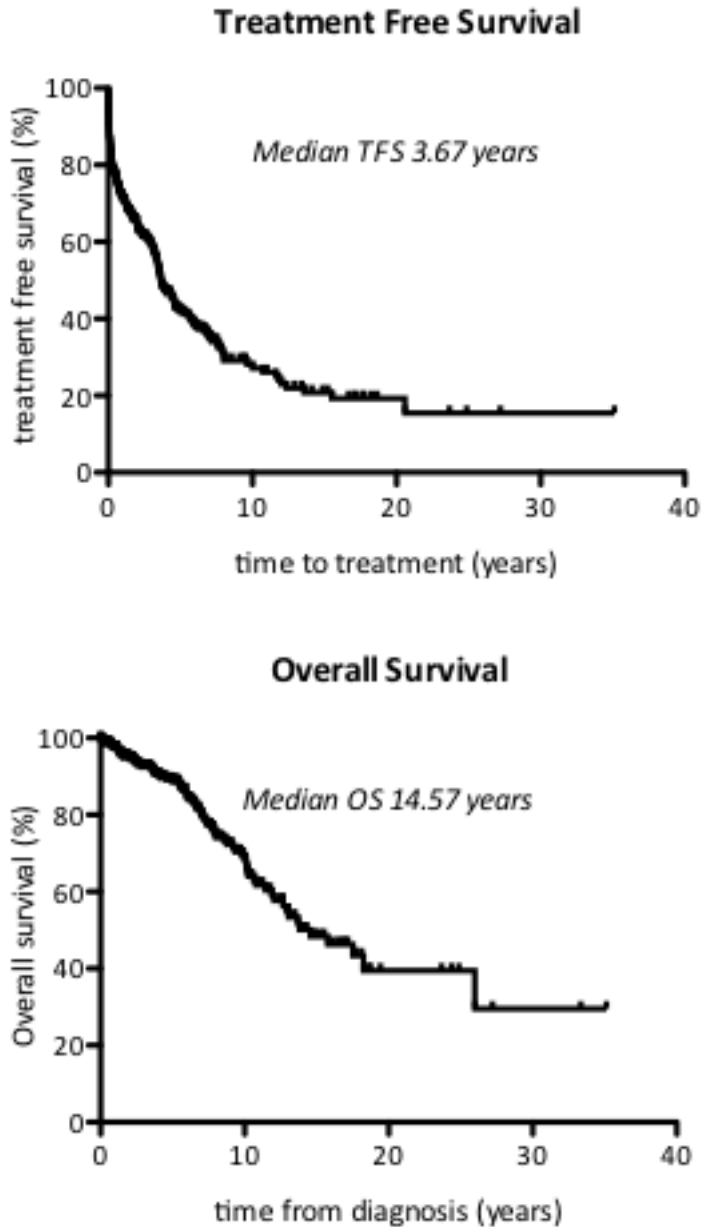 Treatment Free Survival
100
80
60
40
20
0
treatment free survival (%)
Median TFS 3.67 years
0 10 20 30 40
time to treatment (years)
Overall Survival
100
80
60
40
20
0
Overall survival (%)
Median OS 14.57 years
0 10 20 30 40
time from diagnosis (years)